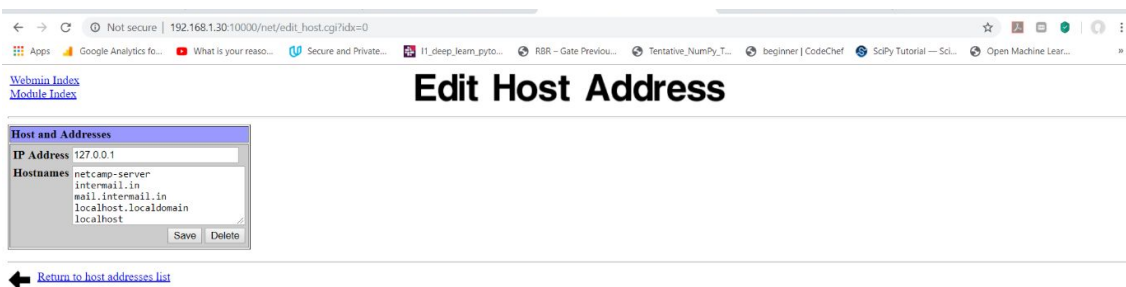 Not secure | 192.168.1.30:10000/net/edit_host.cgi?idx=0
Apps Google Analytics fo... What is your reaso... Secure and Private... l1_deep_learn_pyto... RBR – Gate Previou... Tentative_NumPy_T... beginner | CodeChef SciPy Tutorial — Sci... Open Machine Lear... »
Webmin Index
Module Index
Edit Host Address
Host and Addresses
IP Address 127.0.0.1
Hostnames netcamp-server
intermail.in
mail.intermail.in
localhost.localdomain
localhost
Save Delete
Return to host addresses list